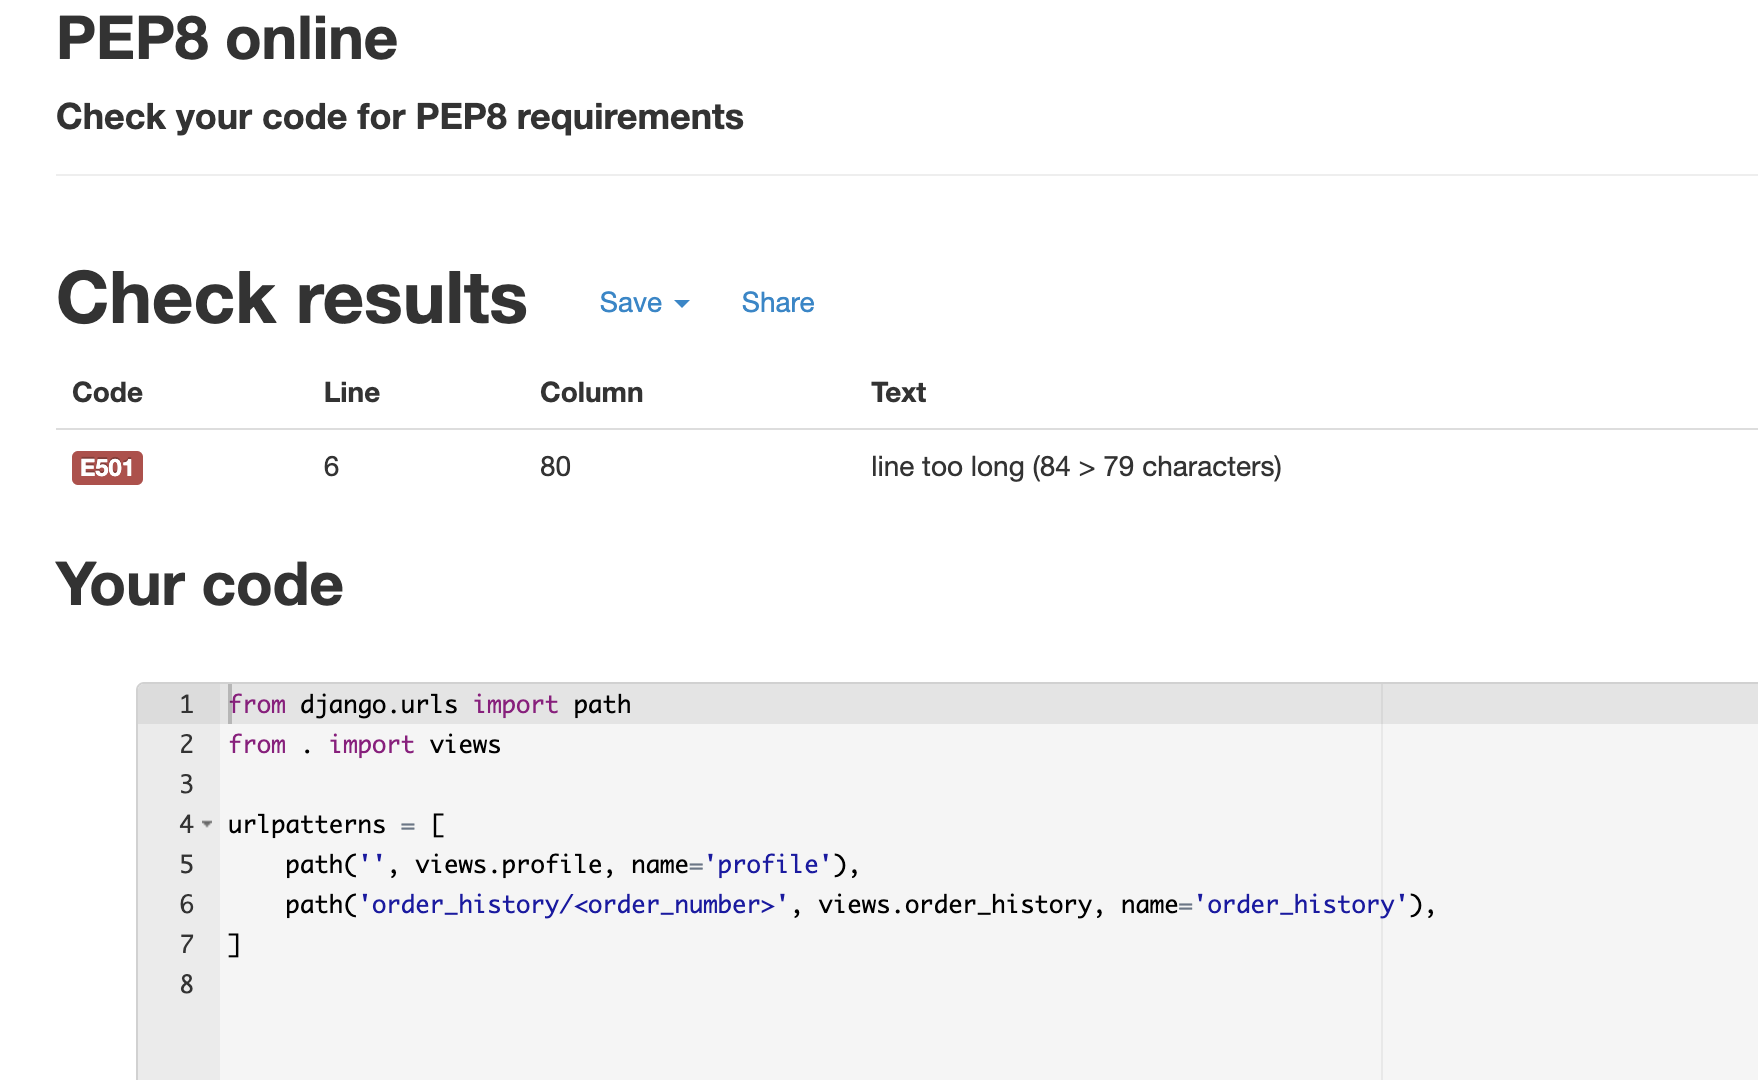 PEP8 online
Check your code for PEP8 requirements
Check results Save Share
Code Line Column Text
E501 6 80 line too long (84 > 79 characters)
Your code
1 from django.urls import path
2 from . import views
3
4 urlpatterns = [
5     path('', views.profile, name='profile'),
6     path('order_history/<order_number>', views.order_history, name='order_history'),
7 ]
8